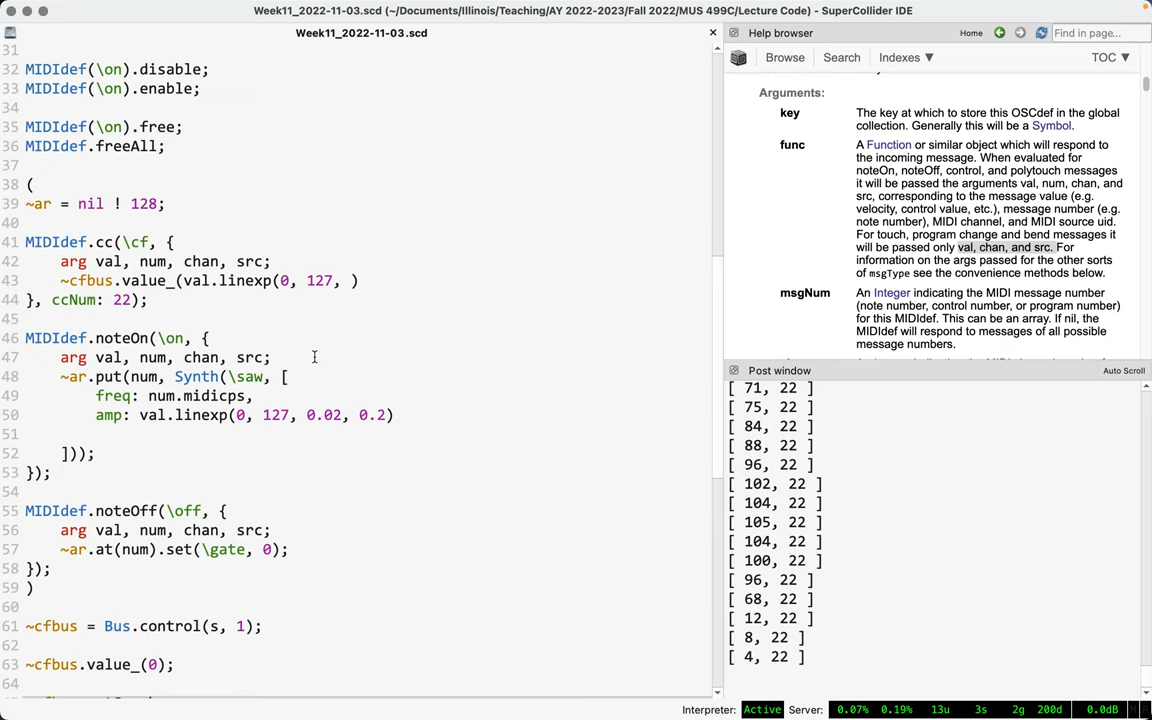 Week11_2022-11-03.scd (~/Documents/Illinois/Teaching/AY 2022-2023/Fall 2022/MUS 499C/Lecture Code) - SuperCollider IDE
Week11_2022-11-03.scd
31
32 MIDIdef(\on).disable;
33 MIDIdef(\on).enable;
34
35 MIDIdef(\on).free;
36 MIDIdef.freeAll;
37
38 (
39 ~ar = nil ! 128;
40
41 MIDIdef.cc(\cf, {
42 arg val, num, chan, src;
43 ~cfbus.value_(val.linexp(0, 127, )
44 }, ccNum: 22);
45
46 MIDIdef.noteOn(\on, {
47 arg val, num, chan, src;
48 ~ar.put(num, Synth(\saw, [
49 freq: num.midicps,
50 amp: val.linexp(0, 127, 0.02, 0.2)
51
52 ]));
53 });
54
55 MIDIdef.noteOff(\off, {
56 arg val, num, chan, src;
57 ~ar.at(num).set(\gate, 0);
58 });
59 )
60
61 ~cfbus = Bus.control(s, 1);
62
63 ~cfbus.value_(0);
64
Help browser
Home
Find in page...
Browse
Search
Indexes ▼
TOC ▼
Arguments:
key
The key at which to store this OSCdef in the global
collection. Generally this will be a Symbol.
func
A Function or similar object which will respond to
the incoming message. When evaluated for
noteOn, noteOff, control, and polytouch messages
it will be passed the arguments val, num, chan, and
src, corresponding to the message value (e.g.
velocity, control value, etc.), message number (e.g.
note number), MIDI channel, and MIDI source uid.
For touch, program change and bend messages it
will be passed only val, chan, and src. For
information on the args passed for the other sorts
of msgType see the convenience methods below.
msgNum
An Integer indicating the MIDI message number
(note number, control number, or program number)
for this MIDIdef. This can be an array. If nil, the
MIDIdef will respond to messages of all possible
message numbers.
Post window
Auto Scroll
[ 71, 22 ]
[ 75, 22 ]
[ 84, 22 ]
[ 88, 22 ]
[ 96, 22 ]
[ 102, 22 ]
[ 104, 22 ]
[ 105, 22 ]
[ 104, 22 ]
[ 100, 22 ]
[ 96, 22 ]
[ 68, 22 ]
[ 12, 22 ]
[ 8, 22 ]
[ 4, 22 ]
Interpreter: Active Server: 0.07% 0.19% 13u 3s 2g 200d 0.0dB